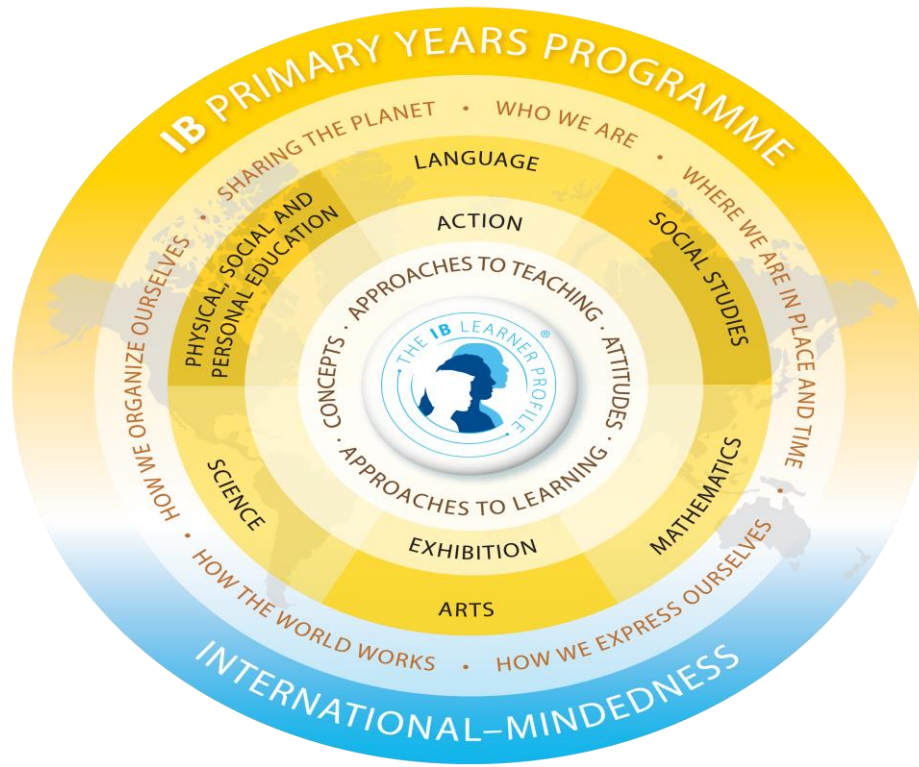 IB PRIMARY YEARS PROGRAMME
SHARING THE PLANET • WHO WE ARE • WHERE WE ARE IN PLACE AND TIME • HOW WE EXPRESS OURSELVES • HOW THE WORLD WORKS • HOW WE ORGANIZE OURSELVES •
LANGUAGE
SOCIAL STUDIES
MATHEMATICS
ARTS
SCIENCE
PHYSICAL, SOCIAL AND
PERSONAL EDUCATION
ACTION
EXHIBITION
APPROACHES TO TEACHING · ATTITUDES · APPROACHES TO LEARNING · CONCEPTS ·
THE IB LEARNER PROFILE ®
INTERNATIONAL–MINDEDNESS